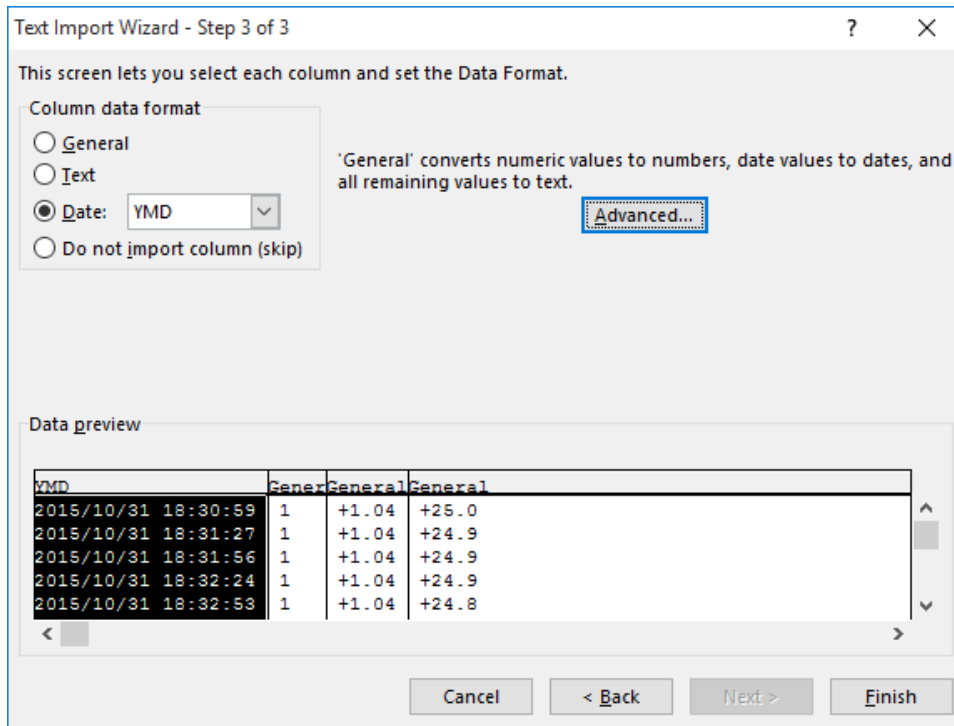 Text Import Wizard - Step 3 of 3 ?
This screen lets you select each column and set the Data Format.
Column data format
General
Text
Date: YMD
Do not import column (skip)
'General' converts numeric values to numbers, date values to dates, and
all remaining values to text.
Advanced...
Data preview
YMD GenerGeneralGeneral
2015/10/31 18:30:59 1 +1.04 +25.0
2015/10/31 18:31:27 1 +1.04 +24.9
2015/10/31 18:31:56 1 +1.04 +24.9
2015/10/31 18:32:24 1 +1.04 +24.9
2015/10/31 18:32:53 1 +1.04 +24.8
Cancel < Back Next > Finish